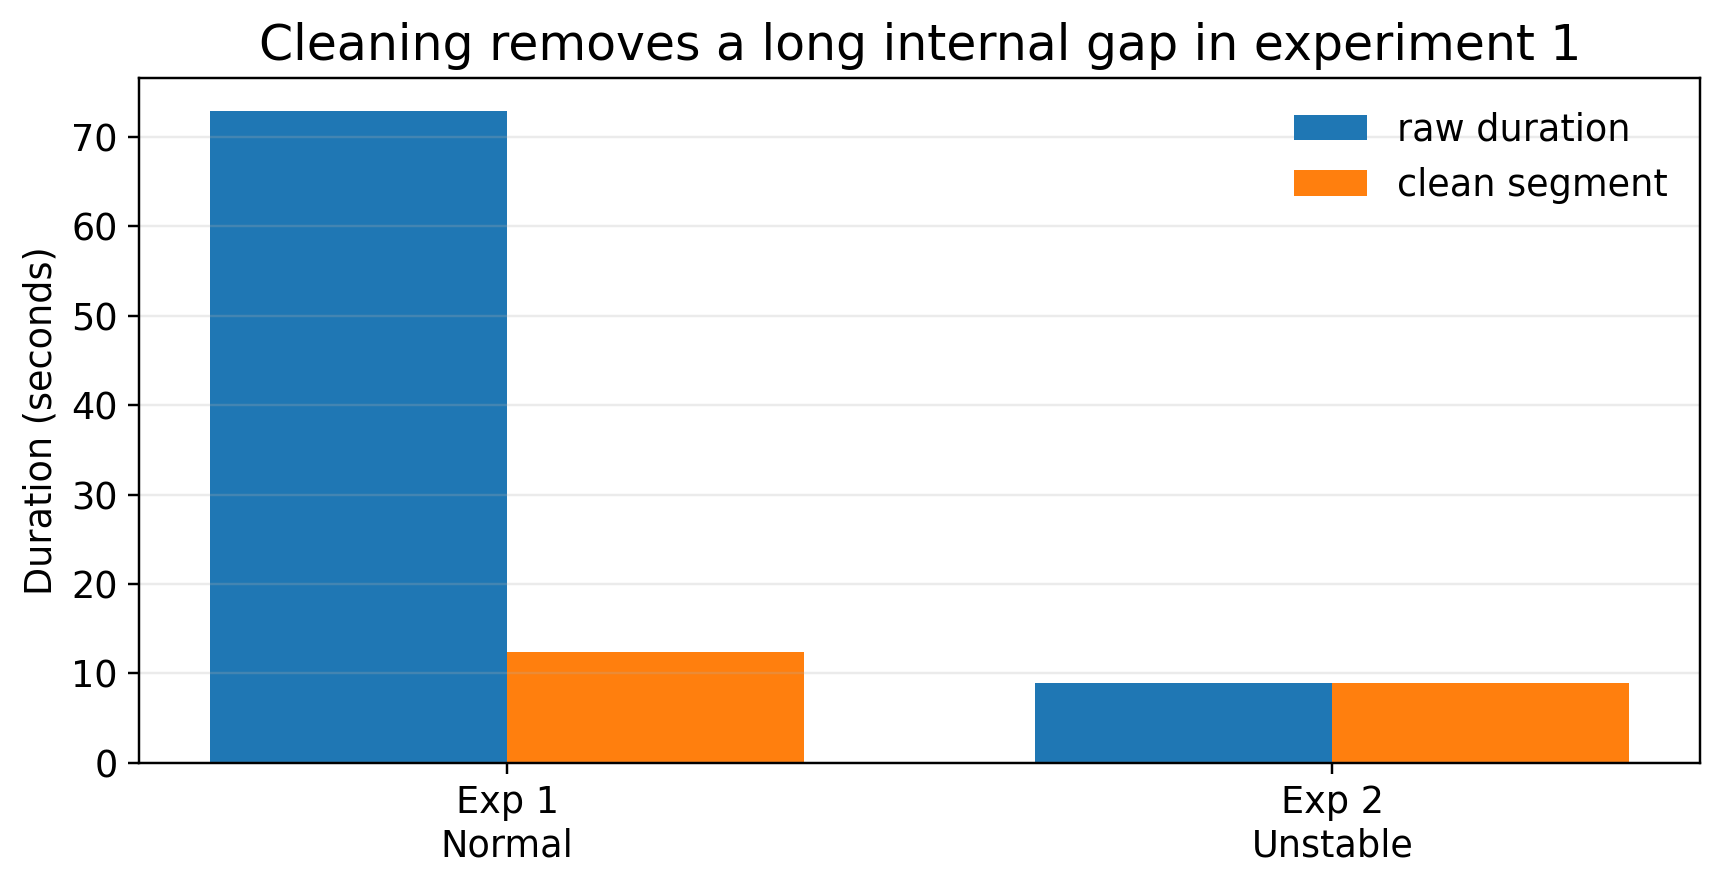 Cleaning removes a long internal gap in experiment 1
raw duration
clean segment
Duration (seconds)
70
60
50
40
30
20
10
0
Exp 1
Normal
Exp 2
Unstable